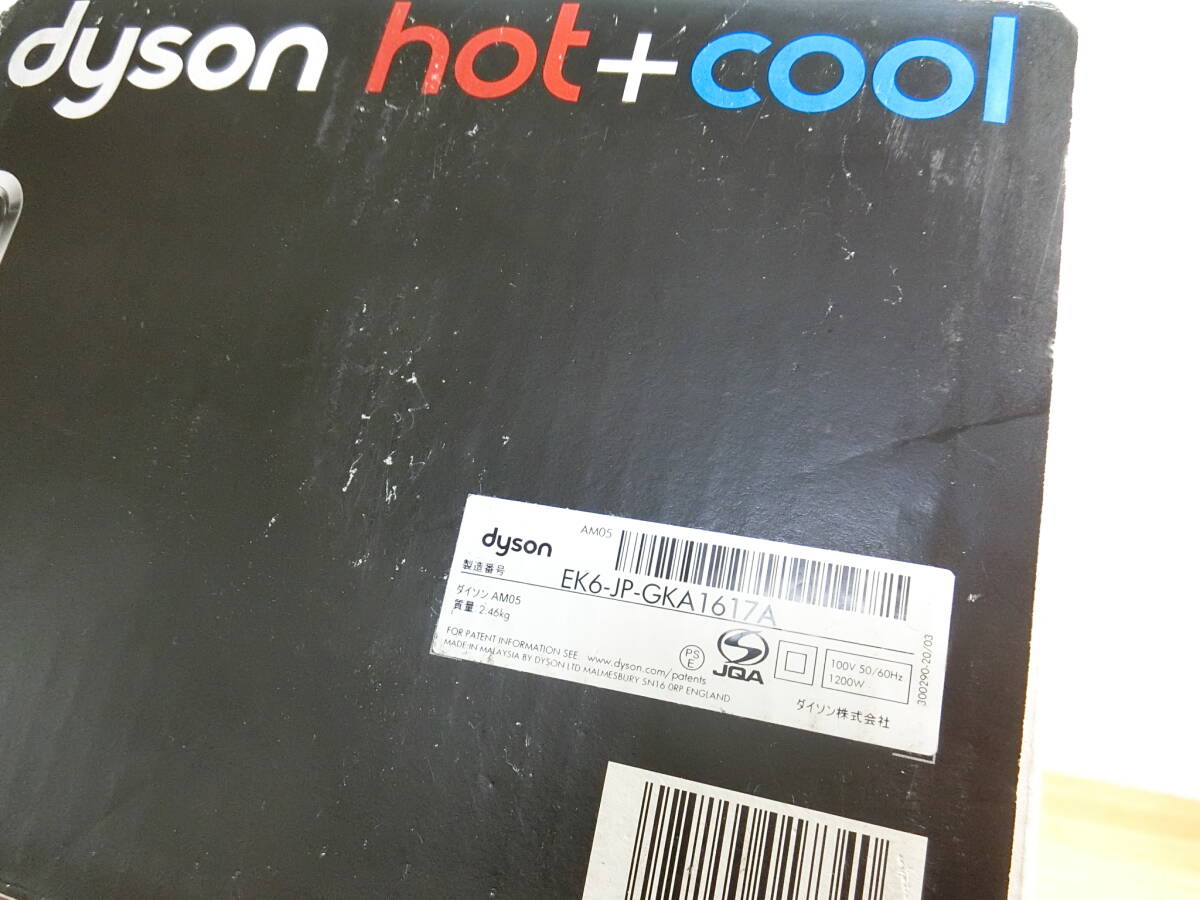 dyson hot+cool
dyson
AM05
製造番号
EK6-JP-GKA1617A
ダイソン AM05
質量 2.46kg
FOR PATENT INFORMATION SEE www.dyson.com/patents
MADE IN MALAYSIA BY DYSON LTD MALMESBURY SN16 0RP ENGLAND
PS
E
JQA
100V 50/60Hz
1200W
ダイソン株式会社
300290-20/03